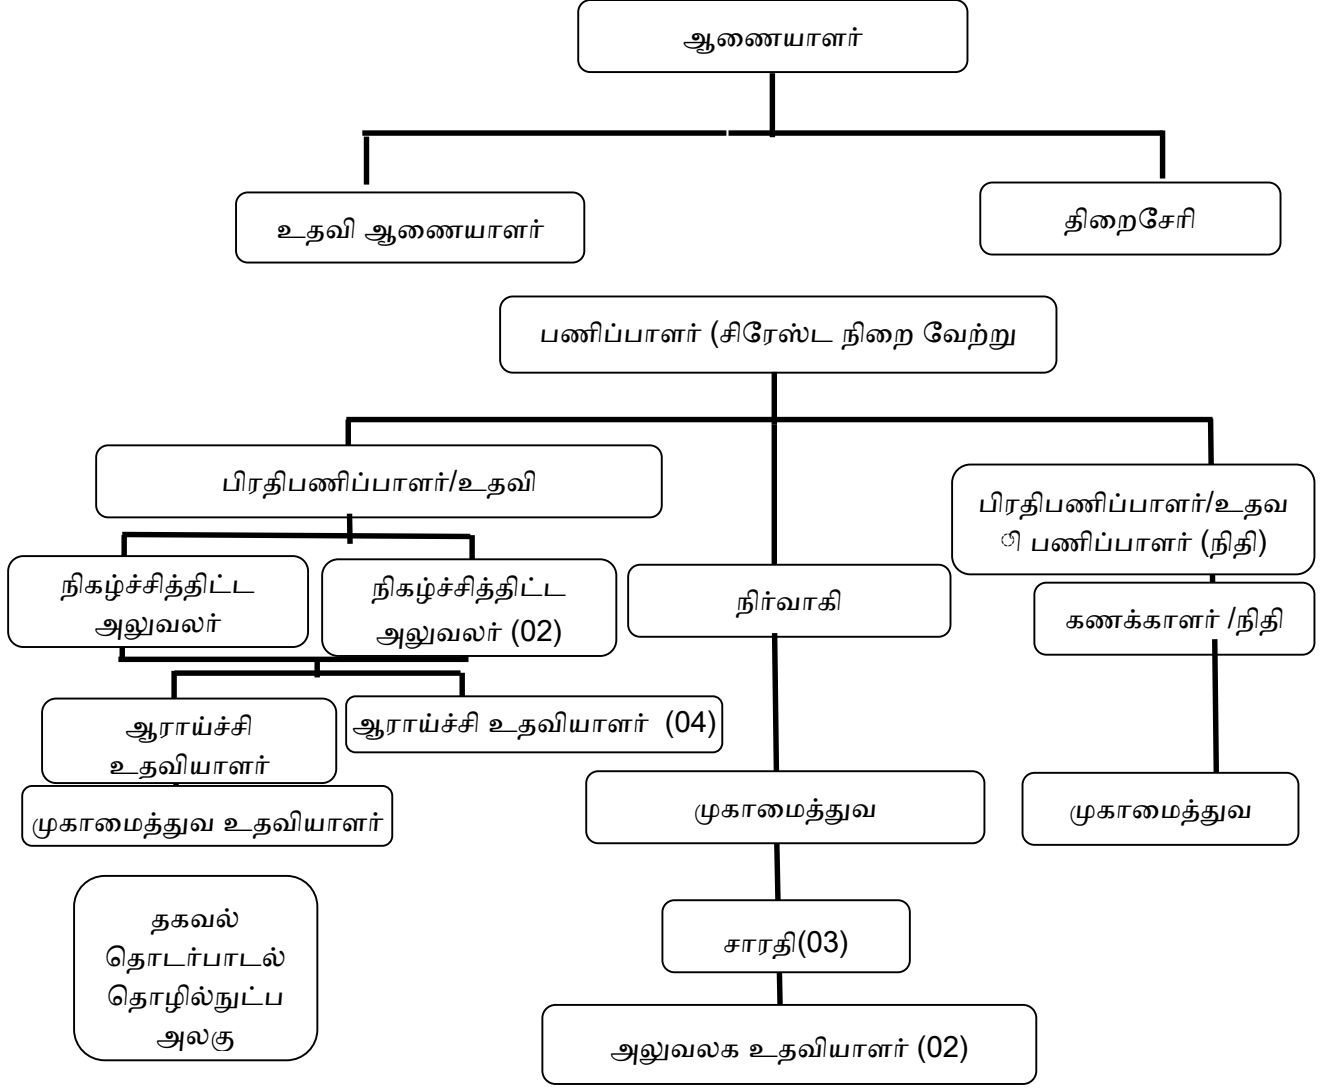 ஆணையாளர்
உதவி ஆணையாளர்
திறைசேரி
பணிப்பாளர் (சிரேஸ்ட நிறை வேற்று
பிரதிபணிப்பாளர்/உதவி
பிரதிபணிப்பாளர்/உதவ
ி பணிப்பாளர் (நிதி)
நிகழ்ச்சித்திட்ட
அலுவலர்
நிகழ்ச்சித்திட்ட
அலுவலர் (02)
நிர்வாகி
கணக்காளர் /நிதி
ஆராய்ச்சி
உதவியாளர்
ஆராய்ச்சி உதவியாளர் (04)
முகாமைத்துவ உதவியாளர்
முகாமைத்துவ
முகாமைத்துவ
தகவல்
தொடர்பாடல்
தொழில்நுட்ப
அலகு
சாரதி(03)
அலுவலக உதவியாளர் (02)